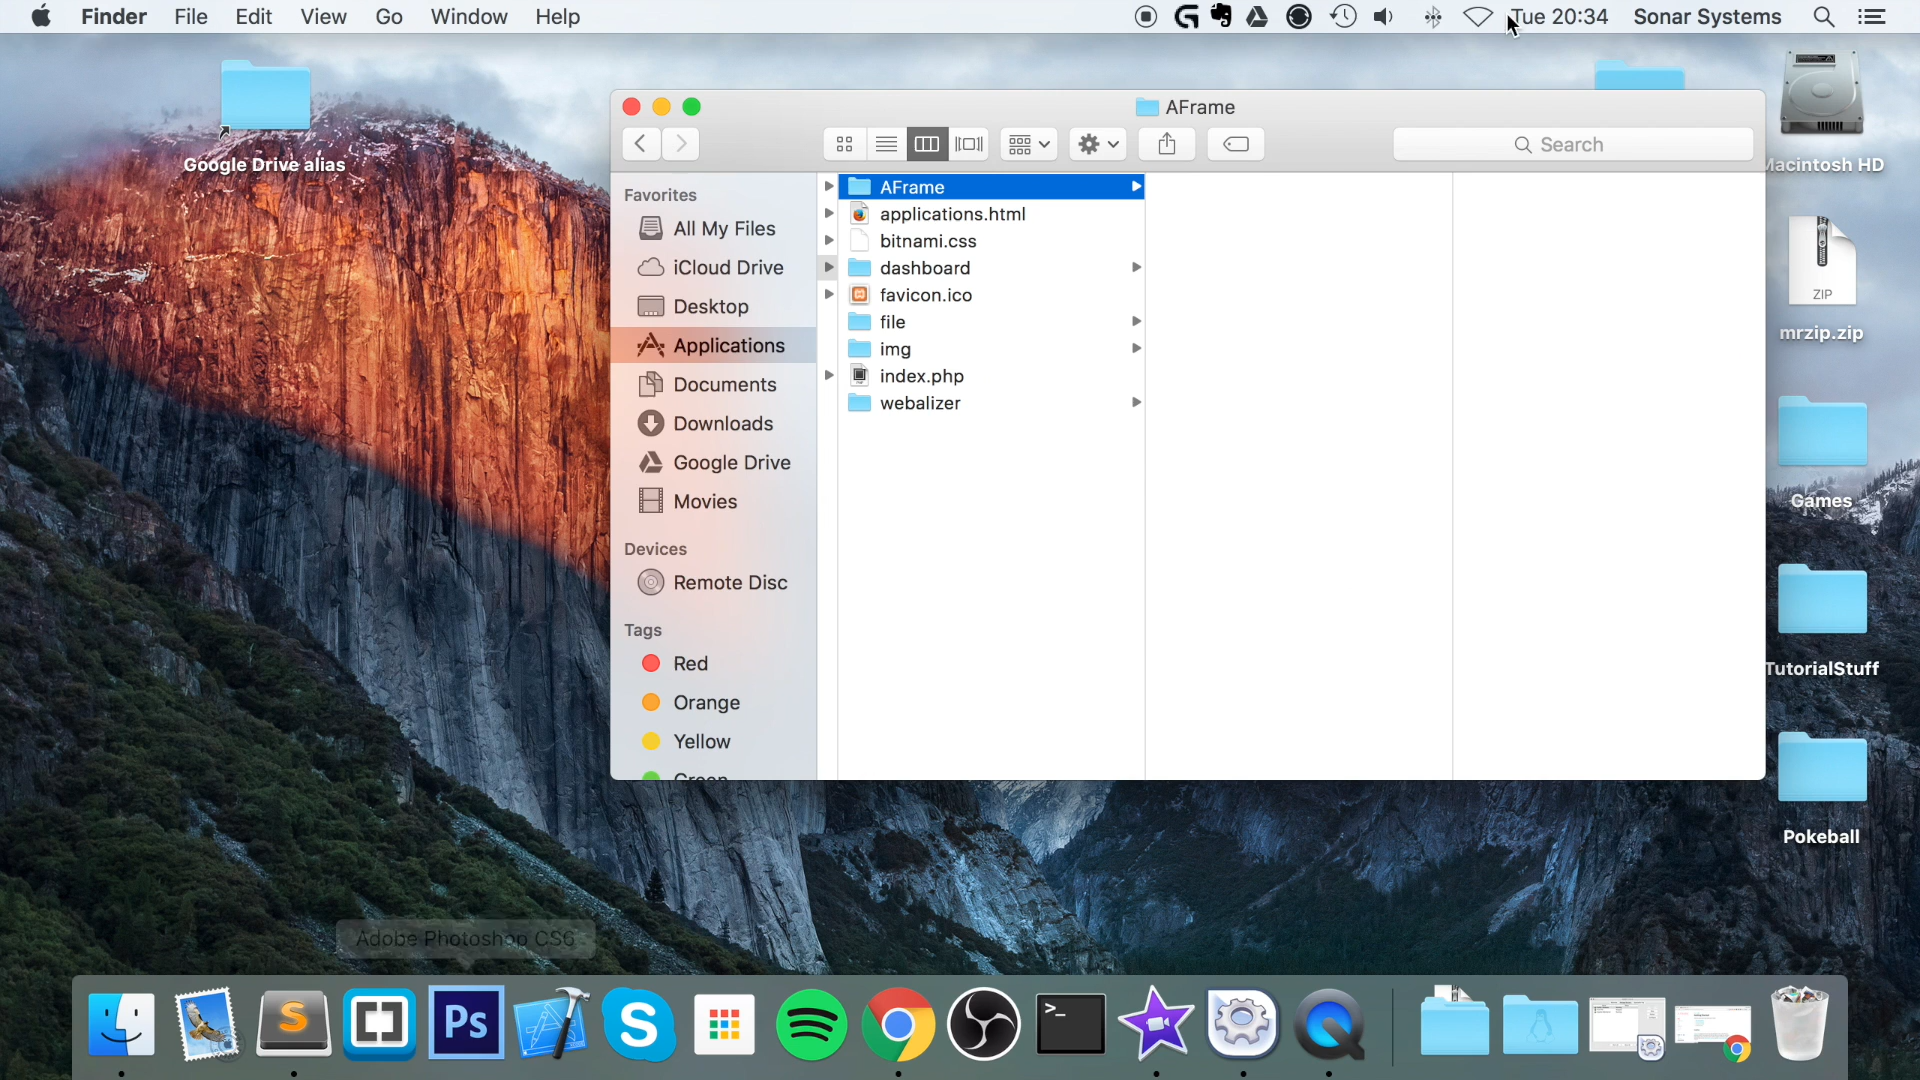 Finder File Edit View Go Window Help Tue 20:34 Sonar Systems
Google Drive alias
AFrame
Search
Macintosh HD
ZIP
mrzip.zip
Games
TutorialStuff
Pokeball
Favorites
All My Files
iCloud Drive
Desktop
Applications
Documents
Downloads
Google Drive
Movies
Devices
Remote Disc
Tags
Red
Orange
Yellow
Green
AFrame
applications.html
bitnami.css
dashboard
favicon.ico
file
img
index.php
webalizer
Adobe Photoshop CS6
Ps